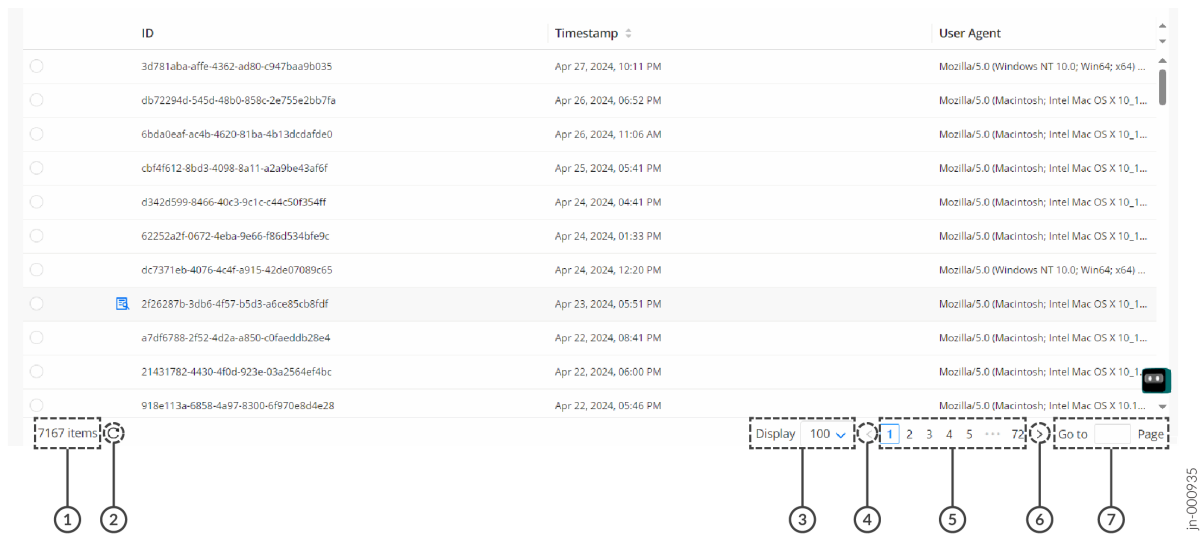 ID Timestamp User Agent
3d781aba-affe-4362-ad80-c947baa9b035 Apr 27, 2024, 10:11 PM Mozilla/5.0 (Windows NT 10.0; Win64; x64) ...
db72294d-545d-48b0-858c-2e755e2bb7fa Apr 26, 2024, 06:52 PM Mozilla/5.0 (Macintosh; Intel Mac OS X 10_1...
6bda0eaf-ac4b-4620-81ba-4b13dcdafde0 Apr 26, 2024, 11:06 AM Mozilla/5.0 (Macintosh; Intel Mac OS X 10_1...
cbf4f612-8bd3-4098-8a11-a2a9be43af6f Apr 25, 2024, 05:41 PM Mozilla/5.0 (Macintosh; Intel Mac OS X 10_1...
d342d599-8466-40c3-9c1c-c44c50f354ff Apr 24, 2024, 04:41 PM Mozilla/5.0 (Macintosh; Intel Mac OS X 10_1...
62252a2f-0672-4eba-9e66-f86d534bfe9c Apr 24, 2024, 01:33 PM Mozilla/5.0 (Macintosh; Intel Mac OS X 10_1...
dc7371eb-4076-4c4f-a915-42de07089c65 Apr 24, 2024, 12:20 PM Mozilla/5.0 (Windows NT 10.0; Win64; x64) ...
2f26287b-3db6-4f57-b5d3-a6ce85cb8fdf Apr 23, 2024, 05:51 PM Mozilla/5.0 (Macintosh; Intel Mac OS X 10_1...
a7df6788-2f52-4d2a-a850-c0faeddb28e4 Apr 22, 2024, 08:41 PM Mozilla/5.0 (Macintosh; Intel Mac OS X 10_1...
21431782-4430-4f0d-923e-03a2564ef4bc Apr 22, 2024, 06:00 PM Mozilla/5.0 (Macintosh; Intel Mac OS X 10_1.
918e113a-6858-4a97-8300-6f970e8d4e28 Apr 22, 2024, 05:46 PM Mozilla/5.0 (Macintosh; Intel Mac OS X 10.1...
7167 items Display 100 < 1 2 3 4 5 ··· 72 > Go to Page
1 2 3 4 5 6 7
jn-000935